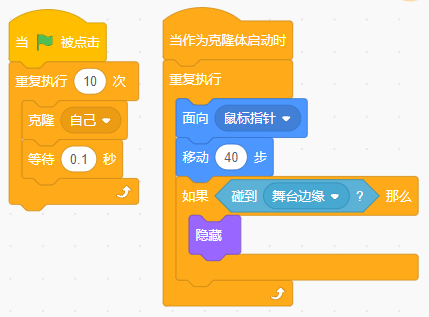 当 被点击
重复执行 10 次
克隆 自己
等待 0.1 秒
当作为克隆体启动时
重复执行
面向 鼠标指针
移动 40 步
如果 碰到 舞台边缘 ? 那么
隐藏